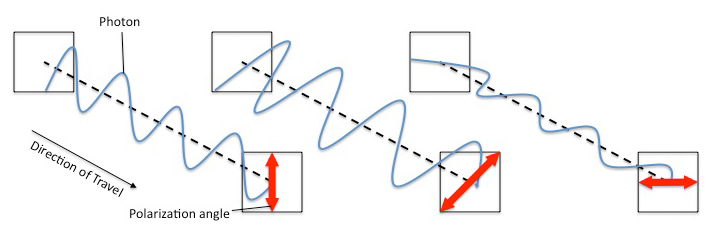 Photon
Direction of Travel
Polarization angle